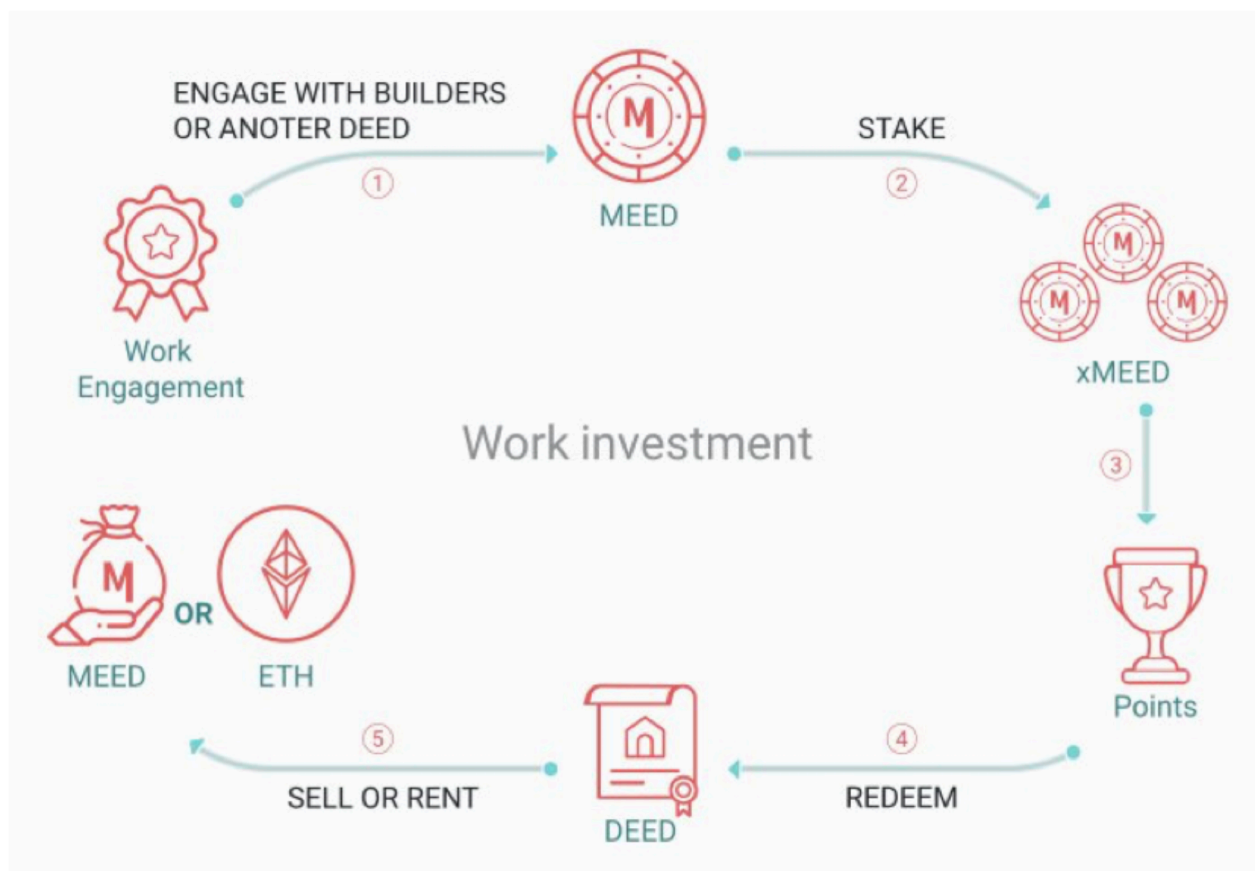 ENGAGE WITH BUILDERS
OR ANOTER DEED
①
M
MEED
STAKE
②
M
M
M
xMEED
Work
Engagement
Work investment
③
M
OR
MEED
ETH
Points
⑤
SELL OR RENT
DEED
④
REDEEM